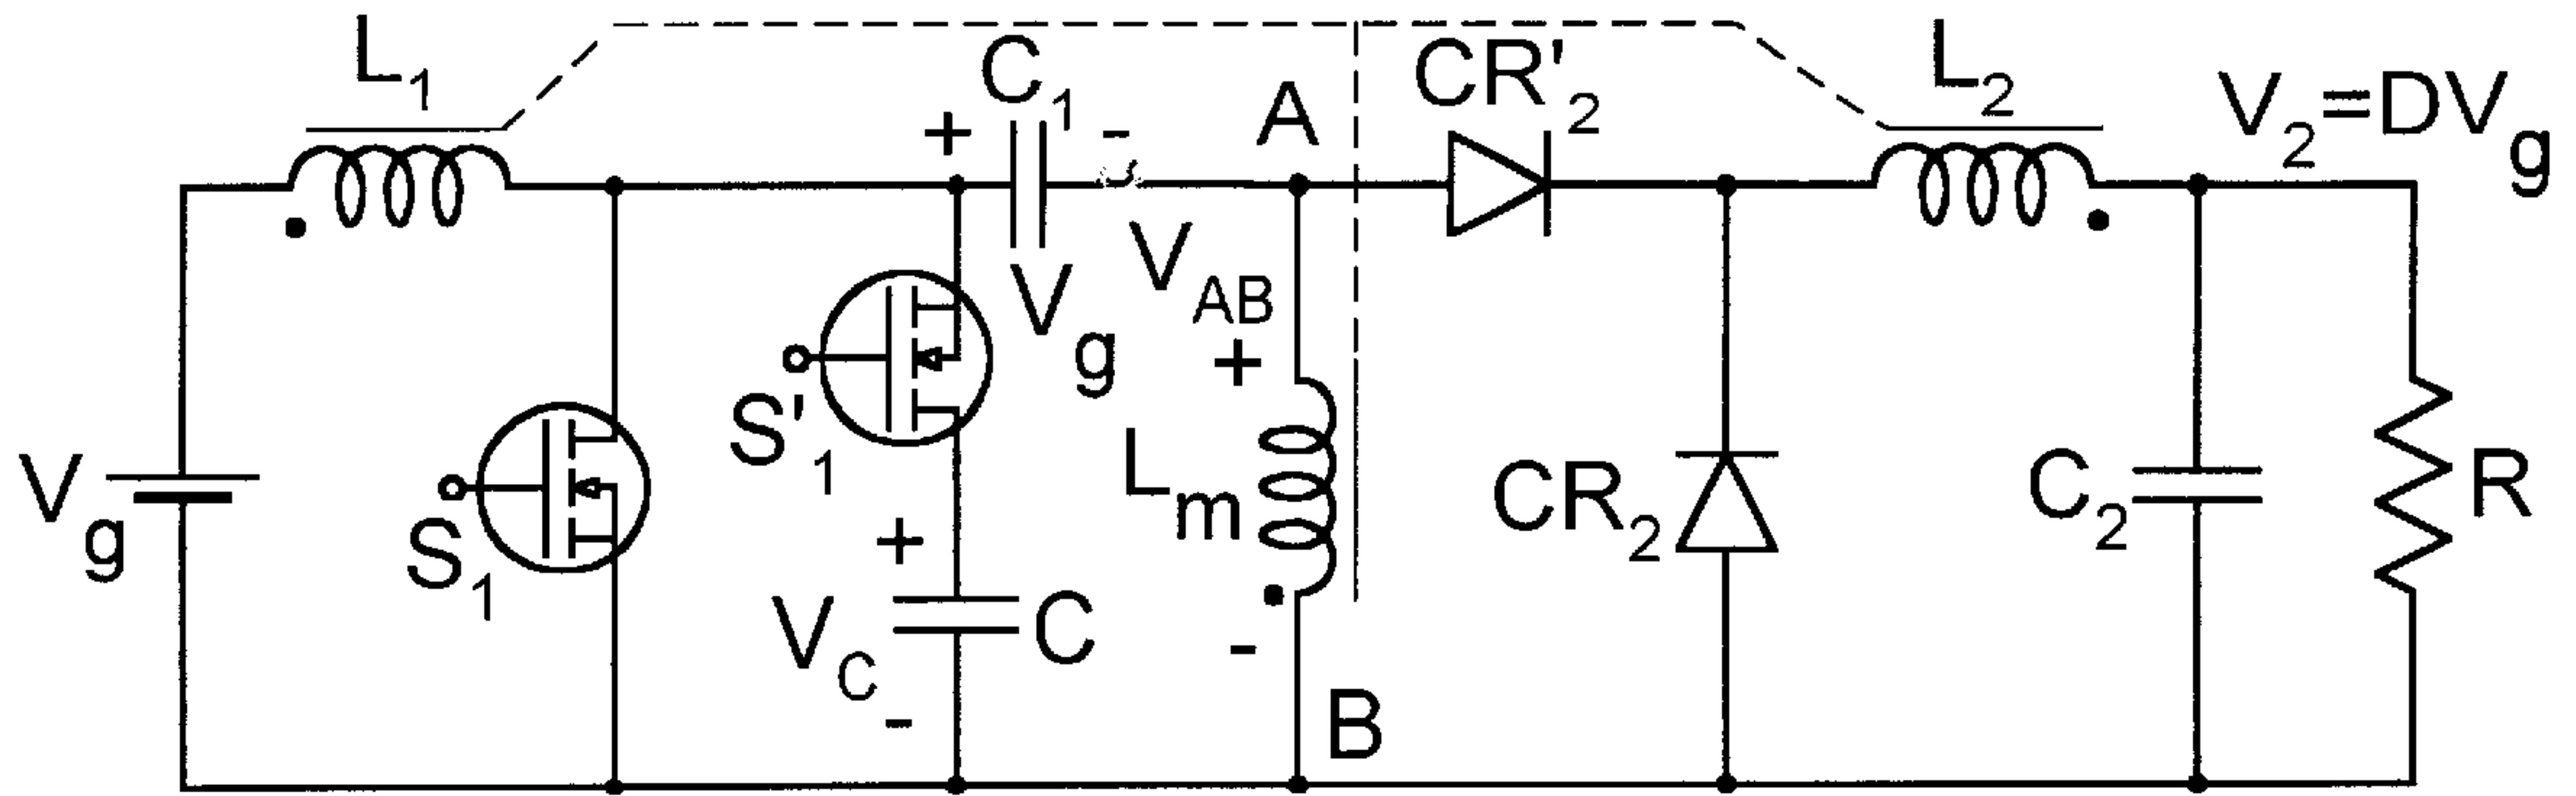 L1
C1
+
-
A
CR'2
L2
V2=DVg
Vg
VAB
+
S'1
Lm
Vg
S1
+
VC
-
C
-
B
CR2
C2
R